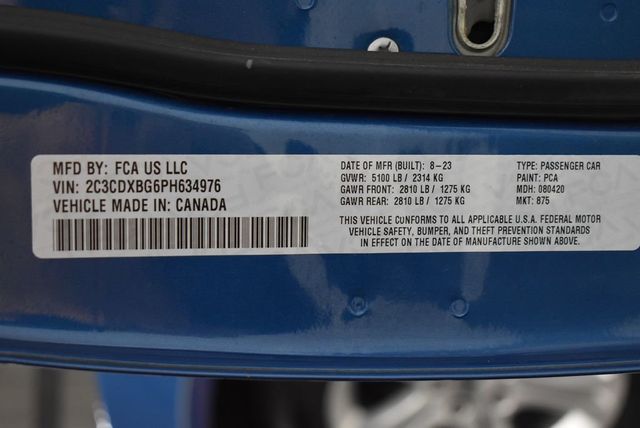 MFD BY: FCA US LLC
VIN: 2C3CDXBG6PH634976
VEHICLE MADE IN: CANADA
DATE OF MFR (BUILT): 8-23
GVWR: 5100 LB / 2314 KG
GAWR FRONT: 2810 LB / 1275 KG
GAWR REAR: 2810 LB / 1275 KG
TYPE: PASSENGER CAR
PAINT: PCA
MDH: 080420
MKT: 875
THIS VEHICLE CONFORMS TO ALL APPLICABLE U.S.A. FEDERAL MOTOR
VEHICLE SAFETY, BUMPER, AND THEFT PREVENTION STANDARDS
IN EFFECT ON THE DATE OF MANUFACTURE SHOWN ABOVE.